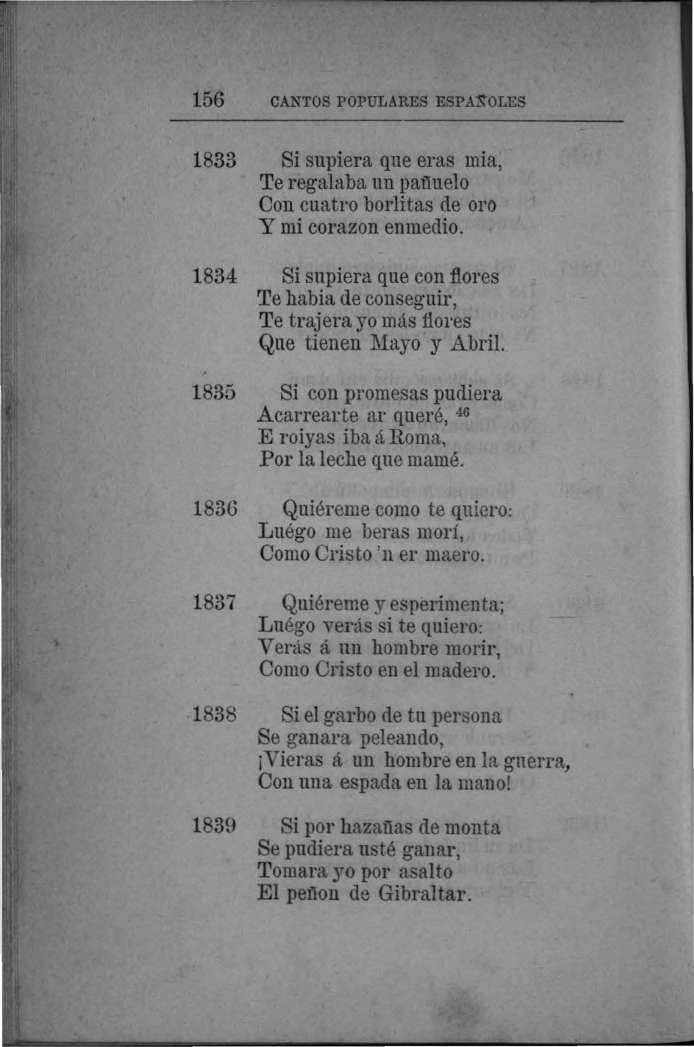 156 CANTOS POPULARES ESPAÑOLES
1833 Si supiera que eras mia,
Te regalaba un pañuelo
Con cuatro borlitas de oro
Y mi corazon enmedio.
1834 Si supiera que con flores
Te habia de conseguir,
Te trajera yo más flores
Que tienen Mayo y Abril.
1835 Si con promesas pudiera
Acarrearte ar queré, 46
E roiyas iba á Roma,
Por la leche que mamé.
1836 Quiéreme como te quiero:
Luégo me beras morí,
Como Cristo 'n er maero.
1837 Quiéreme y esperimenta;
Luégo verás si te quiero:
Verás á un hombre morir,
Como Cristo en el madero.
1838 Si el garbo de tu persona
Se ganara peleando,
¡Vieras á un hombre en la guerra,
Con una espada en la mano!
1839 Si por hazañas de monta
Se pudiera usté ganar,
Tomara yo por asalto
El peñon de Gibraltar.